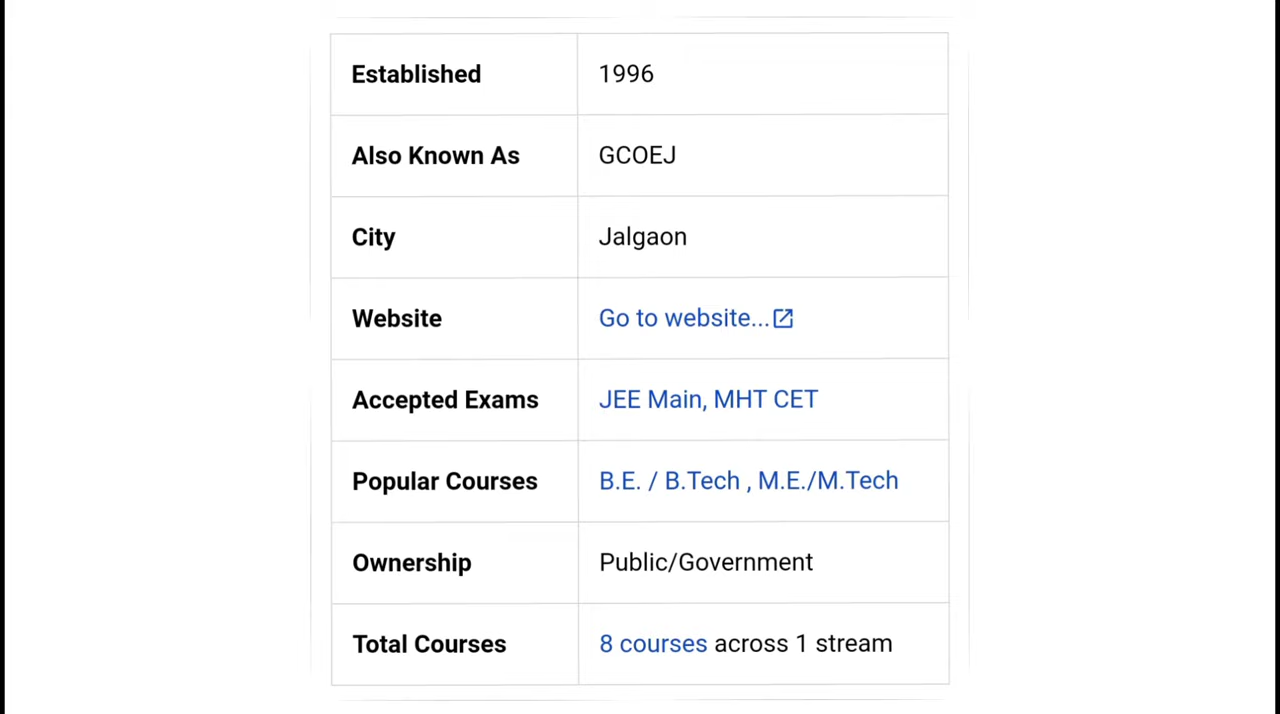 Established 1996
Also Known As GCOEJ
City Jalgaon
Website Go to website...
Accepted Exams JEE Main, MHT CET
Popular Courses B.E. / B.Tech , M.E./M.Tech
Ownership Public/Government
Total Courses 8 courses across 1 stream